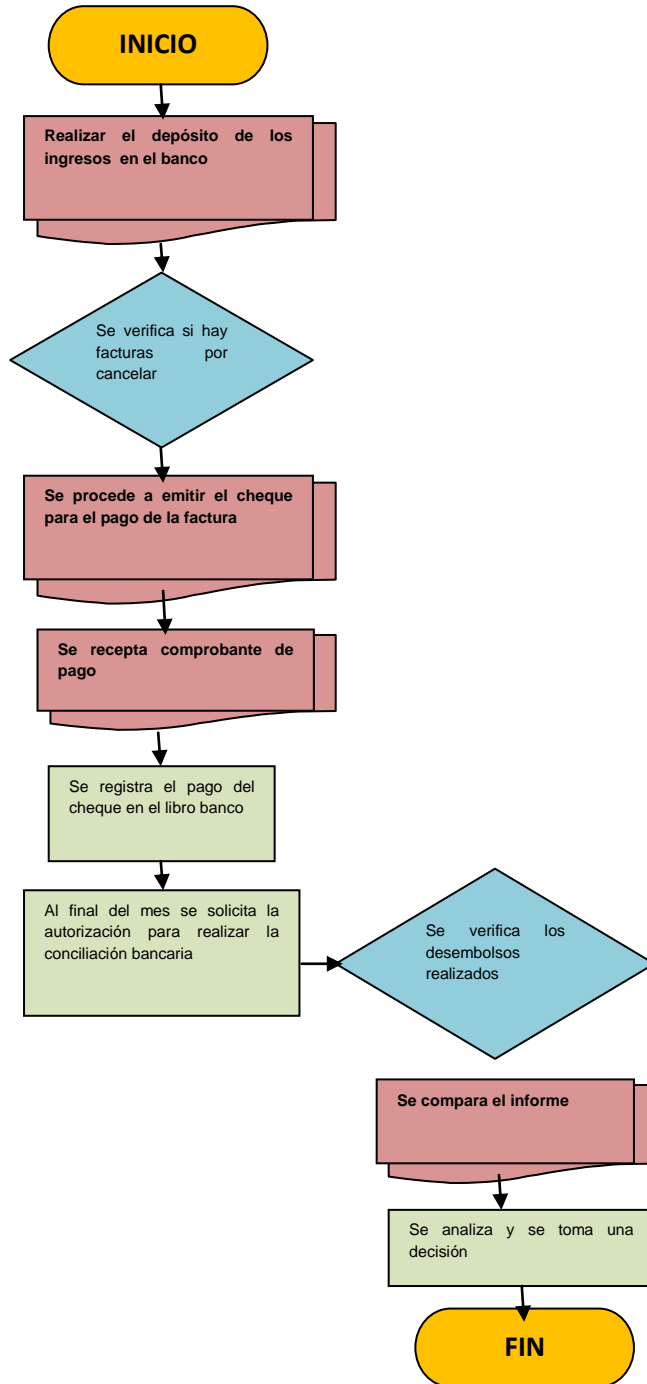 INICIO
Realizar el depósito de los
ingresos en el banco
Se verifica si hay
facturas por
cancelar
Se procede a emitir el cheque
para el pago de la factura
Se recepta comprobante de
pago
Se registra el pago del
cheque en el libro banco
Al final del mes se solicita la
autorización para realizar la
conciliación bancaria
Se verifica los
desembolsos
realizados
Se compara el informe
Se analiza y se toma una
decisión
FIN